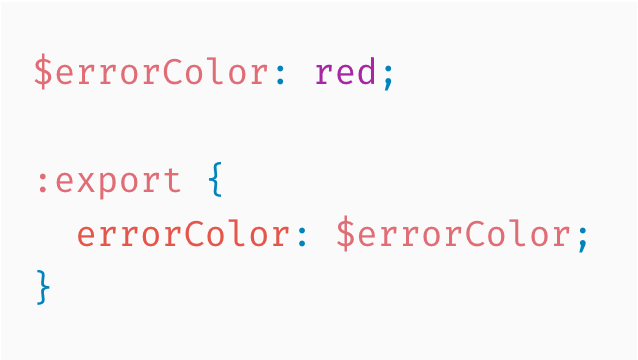 $errorColor: red;
:export {
  errorColor: $errorColor;
}